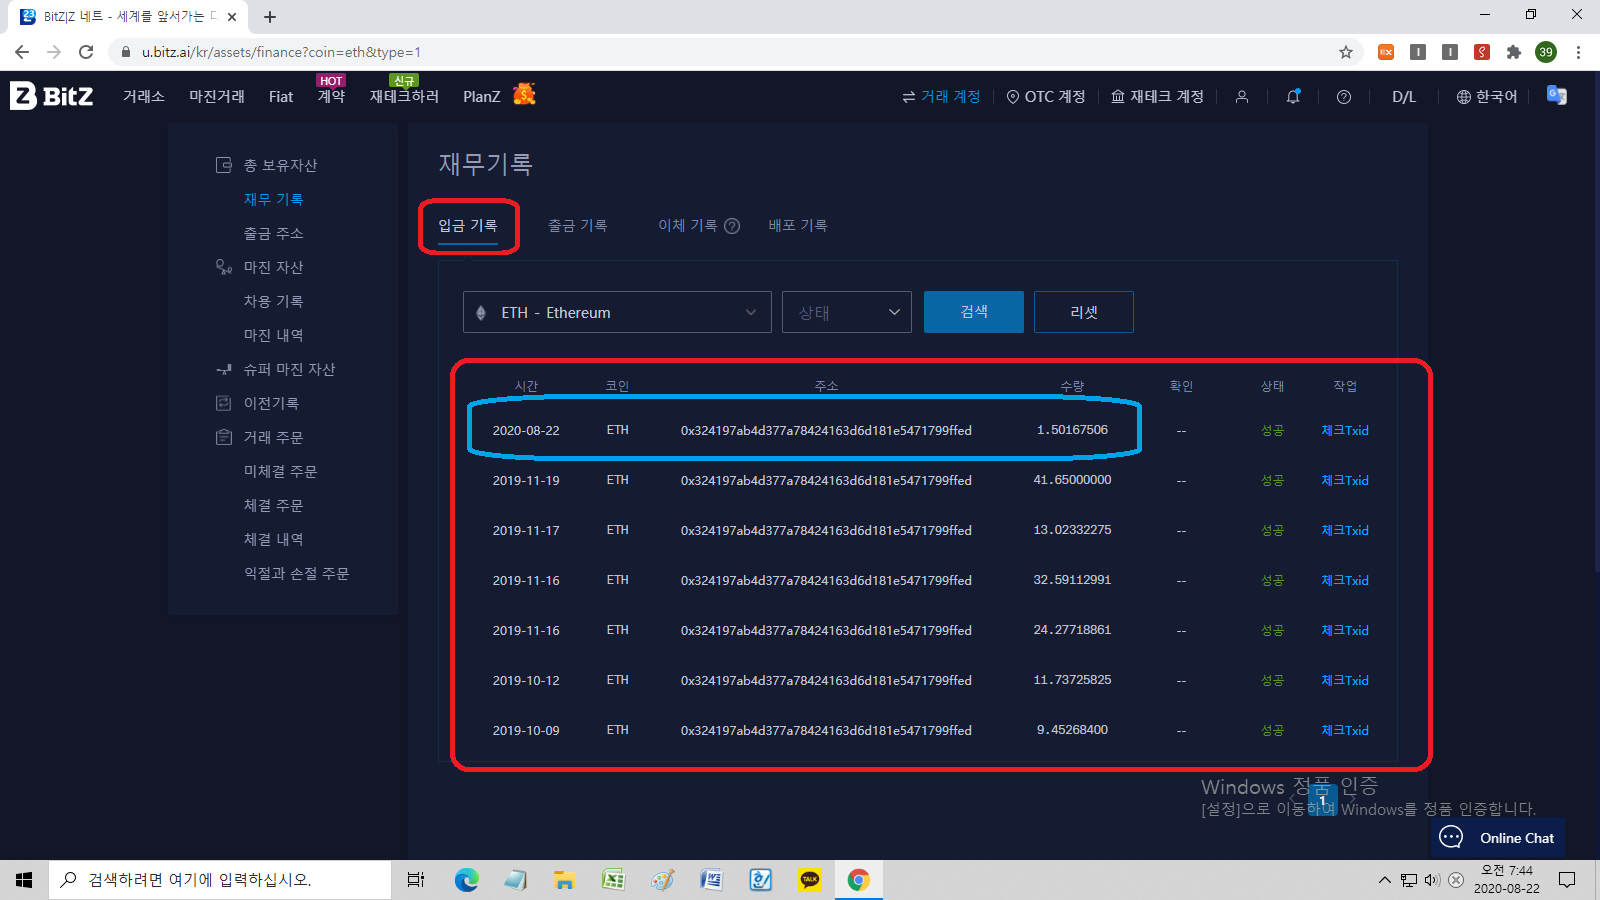 BitZ|Z 네트 - 세계를 앞서가는 디
u.bitz.ai/kr/assets/finance?coin=eth&type=1
39
BitZ
거래소 마진거래 Fiat HOT 계약 신규 재테크하러 PlanZ
거래 계정 OTC 계정 재테크 계정 D/L 한국어
총 보유자산
재무 기록
출금 주소
마진 자산
차용 기록
마진 내역
슈퍼 마진 자산
이전기록
거래 주문
미체결 주문
체결 주문
체결 내역
익절과 손절 주문
재무기록
입금 기록 출금 기록 이체 기록 배포 기록
ETH - Ethereum 상태 검색 리셋
시간 코인 주소 수량 확인 상태 작업
2020-08-22 ETH 0x324197ab4d377a78424163d6d181e5471799ffed 1.50167506 -- 성공 체크Txid
2019-11-19 ETH 0x324197ab4d377a78424163d6d181e5471799ffed 41.65000000 -- 성공 체크Txid
2019-11-17 ETH 0x324197ab4d377a78424163d6d181e5471799ffed 13.02332275 -- 성공 체크Txid
2019-11-16 ETH 0x324197ab4d377a78424163d6d181e5471799ffed 32.59112991 -- 성공 체크Txid
2019-11-16 ETH 0x324197ab4d377a78424163d6d181e5471799ffed 24.27718861 -- 성공 체크Txid
2019-10-12 ETH 0x324197ab4d377a78424163d6d181e5471799ffed 11.73725825 -- 성공 체크Txid
2019-10-09 ETH 0x324197ab4d377a78424163d6d181e5471799ffed 9.45268400 -- 성공 체크Txid
Windows 정품 인증
1
[설정]으로 이동하여 Windows를 정품 인증합니다.
Online Chat
검색하려면 여기에 입력하십시오.
오전 7:44
2020-08-22